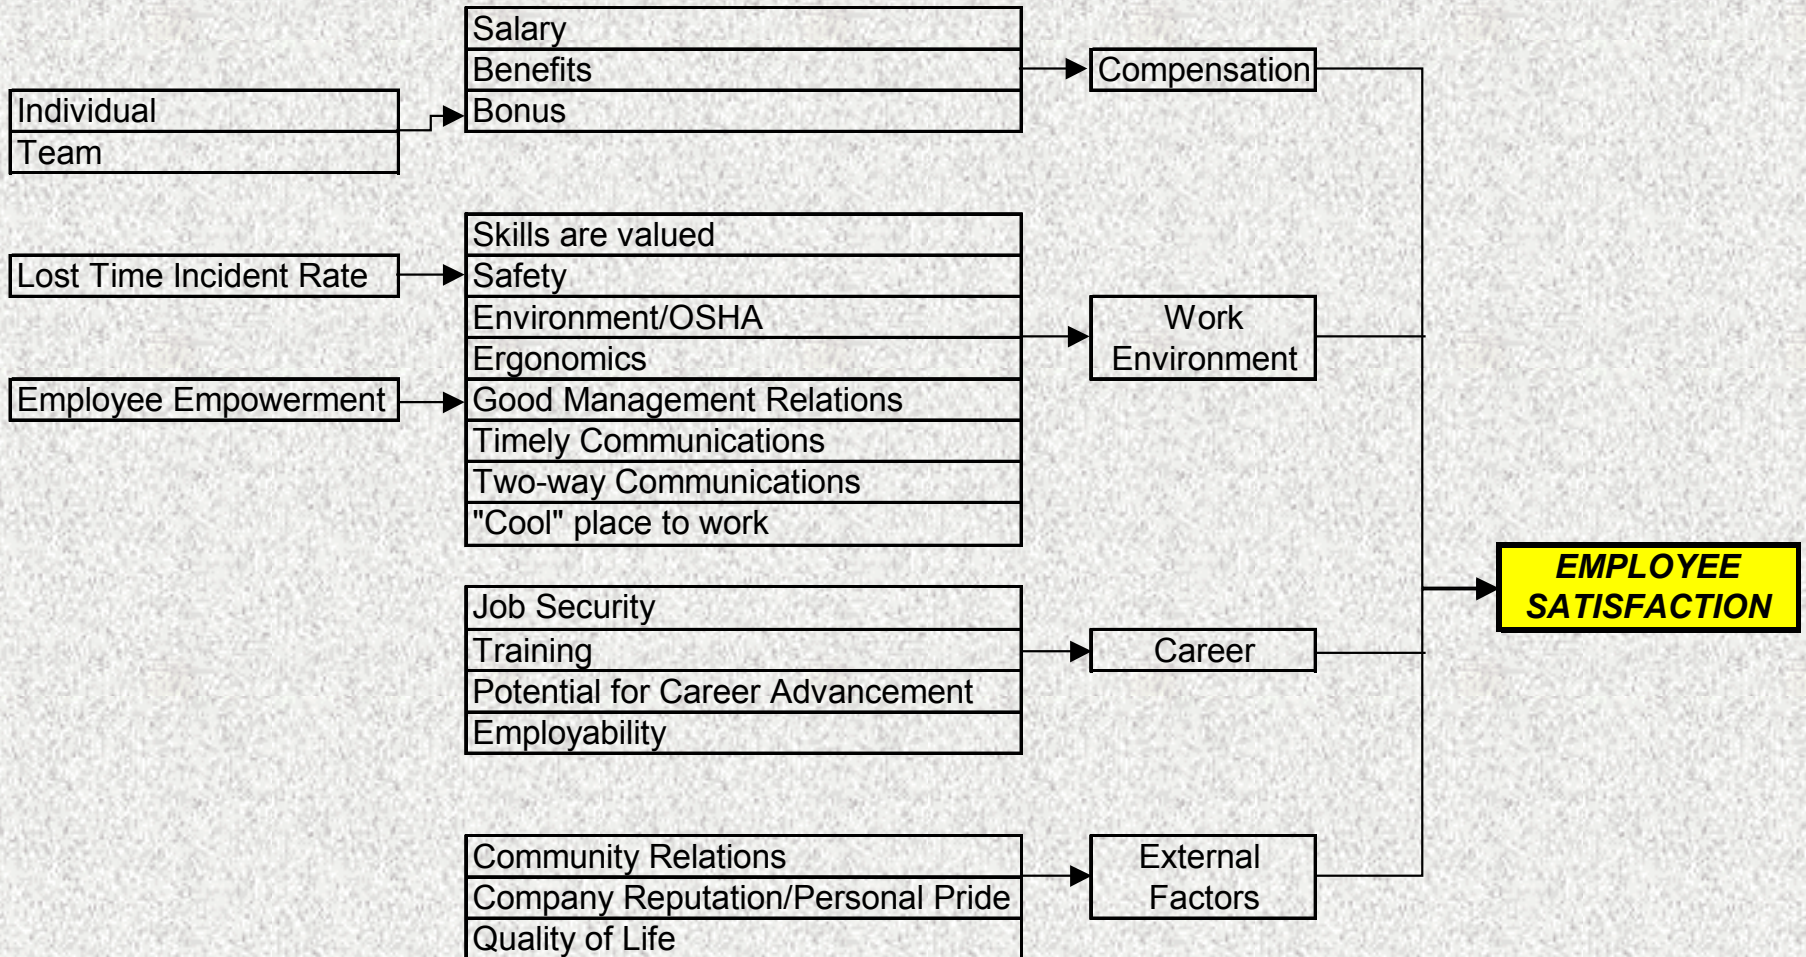 Salary
Benefits
Bonus
Compensation
Individual
Team
Skills are valued
Safety
Environment/OSHA
Ergonomics
Good Management Relations
Timely Communications
Two-way Communications
"Cool" place to work
Lost Time Incident Rate
Employee Empowerment
Work
Environment
Job Security
Training
Potential for Career Advancement
Employability
Career
Community Relations
Company Reputation/Personal Pride
Quality of Life
External
Factors
EMPLOYEE
SATISFACTION